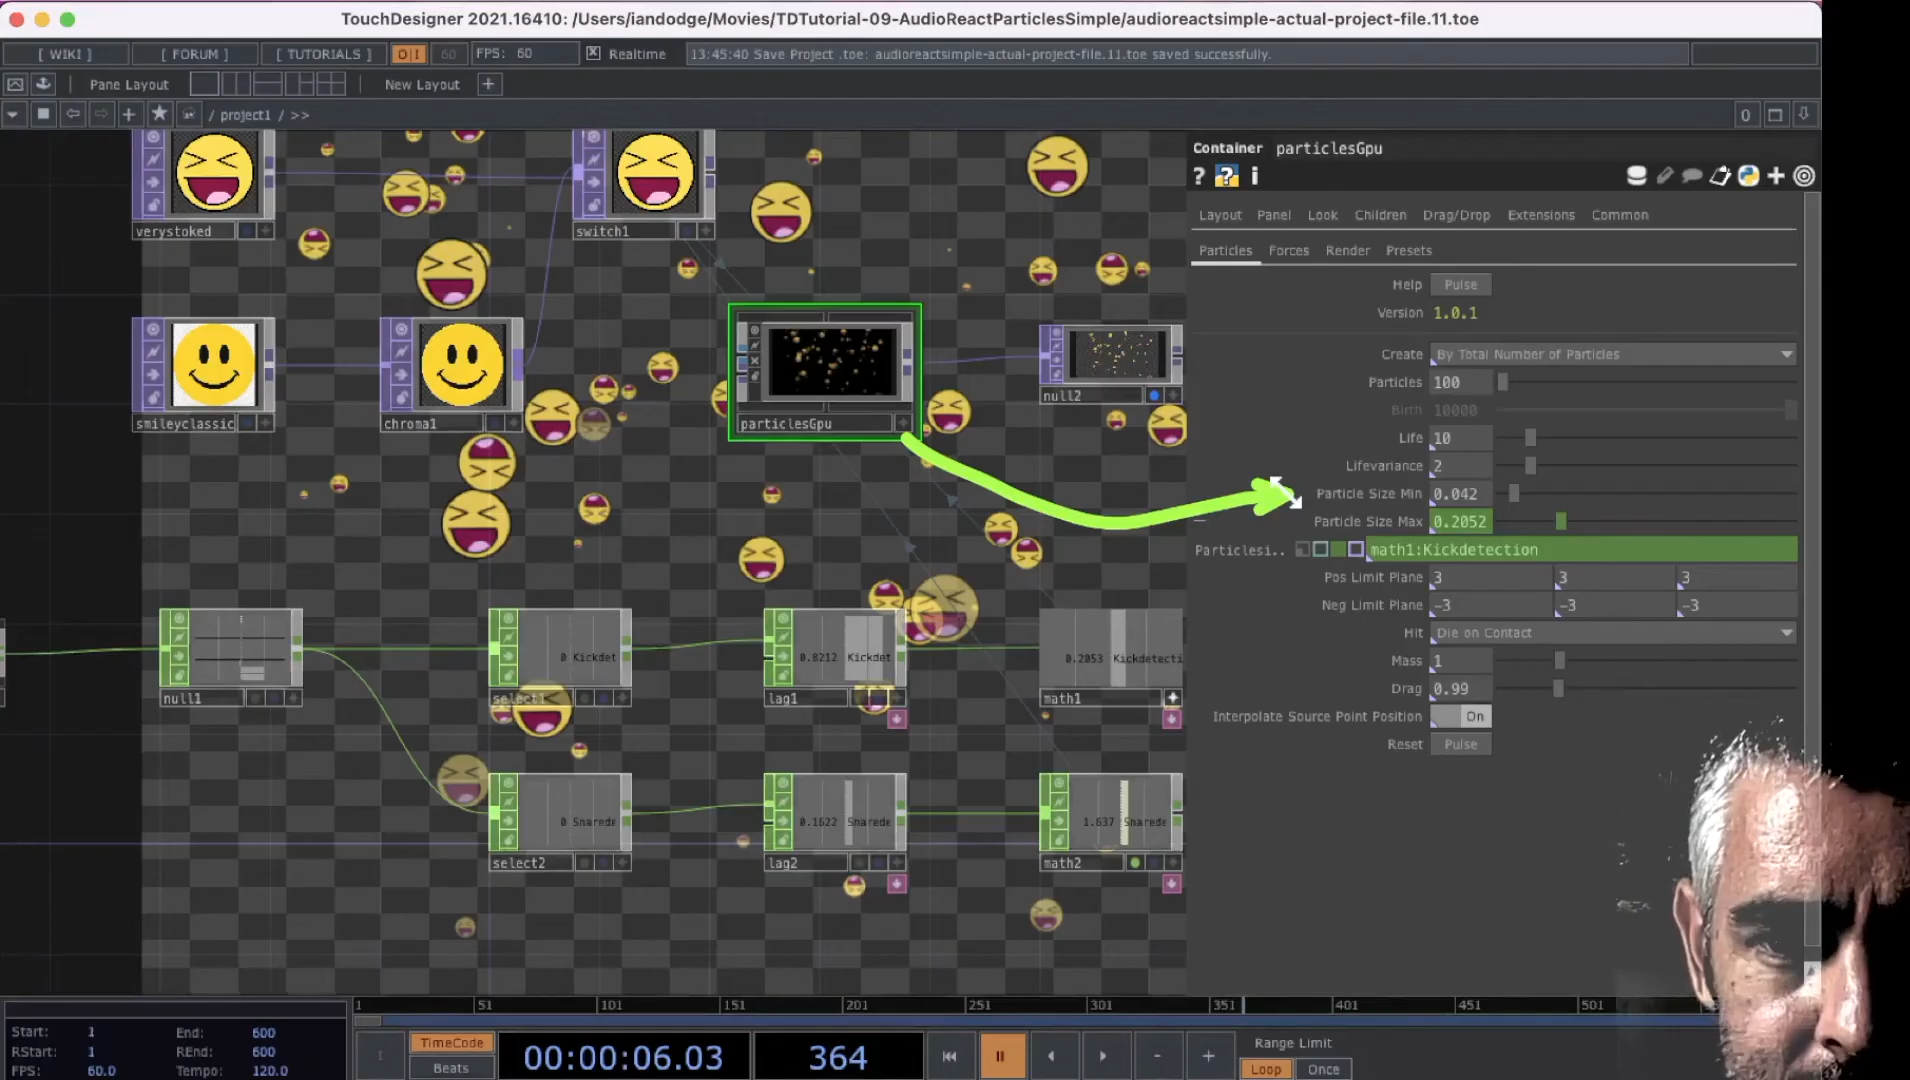 TouchDesigner 2021.16410: /Users/iandodge/Movies/TDTutorial-09-AudioReactParticlesSimple/audioreactsimple-actual-project-file.11.toe
[ WIKI ] [ FORUM ] [ TUTORIALS ] O|I 60 FPS: 60 Realtime 13:45:40 Save Project .toe: audioreactsimple-actual-project-file.11.toe saved successfully.
Pane Layout New Layout +
/ project1 / >> 0
Container particlesGpu
? ? i
Layout Panel Look Children Drag/Drop Extensions Common
Particles Forces Render Presets
Help Pulse
Version 1.0.1
Create By Total Number of Particles
Particles 100
Birth 10000
Life 10
Lifevariance 2
Particle Size Min 0.042
Particle Size Max 0.2052
Particlesi.. math1:Kickdetection
Pos Limit Plane 3 3 3
Neg Limit Plane -3 -3 -3
Hit Die on Contact
Mass 1
Drag 0.99
Interpolate Source Point Position On
Reset Pulse
verystoked
switch1
smileyclassic
chroma1
particlesGpu
null2
0 Kickdet
0.8212 Kickdet
0.2053 Kickdetecti
null1
select1
lag1
math1
0 Snarede
0.1622 Snarede
1.637 Snarede
select2
lag2
math2
1 51 101 151 201 251 301 351 401 451 501
Start: 1 End: 600
RStart: 1 REnd: 600
FPS: 60.0 Tempo: 120.0
TimeCode
Beats
00:00:06.03
364
- +
Range Limit
Loop Once